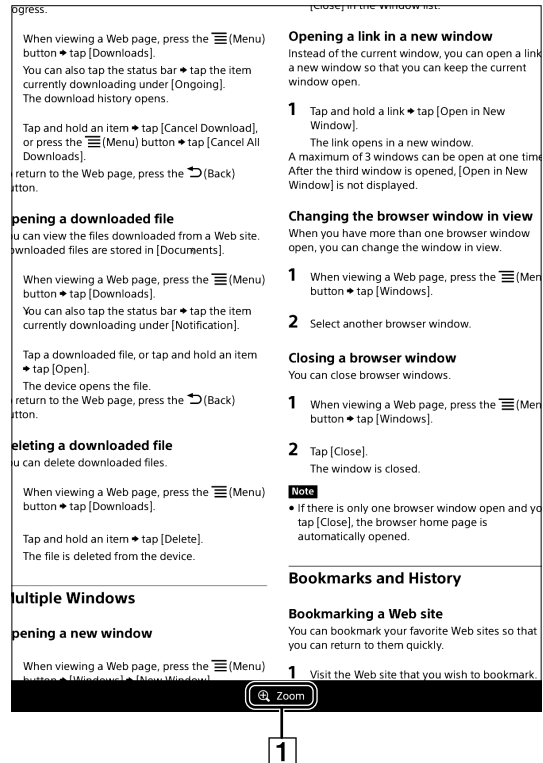 ogress.
When viewing a Web page, press the (Menu)
button ➧ tap [Downloads].
You can also tap the status bar ➧ tap the item
currently downloading under [Ongoing].
The download history opens.
Tap and hold an item ➧ tap [Cancel Download],
or press the (Menu) button ➧ tap [Cancel All
Downloads].
return to the Web page, press the (Back)
utton.
pening a downloaded file
u can view the files downloaded from a Web site.
ownloaded files are stored in [Documents].
When viewing a Web page, press the (Menu)
button ➧ tap [Downloads].
You can also tap the status bar ➧ tap the item
currently downloading under [Notification].
Tap a downloaded file, or tap and hold an item
➧ tap [Open].
The device opens the file.
return to the Web page, press the (Back)
utton.
eleting a downloaded file
u can delete downloaded files.
When viewing a Web page, press the (Menu)
button ➧ tap [Downloads].
Tap and hold an item ➧ tap [Delete].
The file is deleted from the device.
ultiple Windows
pening a new window
When viewing a Web page, press the (Menu)
button ➧ [Windows] ➧ [New Window]
[Close] in the Window list.
Opening a link in a new window
Instead of the current window, you can open a link
a new window so that you can keep the current
window open.
1 Tap and hold a link ➧ tap [Open in New
Window].
The link opens in a new window.
A maximum of 3 windows can be open at one time
After the third window is opened, [Open in New
Window] is not displayed.
Changing the browser window in view
When you have more than one browser window
open, you can change the window in view.
1 When viewing a Web page, press the (Men
button ➧ tap [Windows].
2 Select another browser window.
Closing a browser window
You can close browser windows.
1 When viewing a Web page, press the (Men
button ➧ tap [Windows].
2 Tap [Close].
The window is closed.
Note
• If there is only one browser window open and yo
tap [Close], the browser home page is
automatically opened.
Bookmarks and History
Bookmarking a Web site
You can bookmark your favorite Web sites so that
you can return to them quickly.
1 Visit the Web site that you wish to bookmark.
Zoom
1